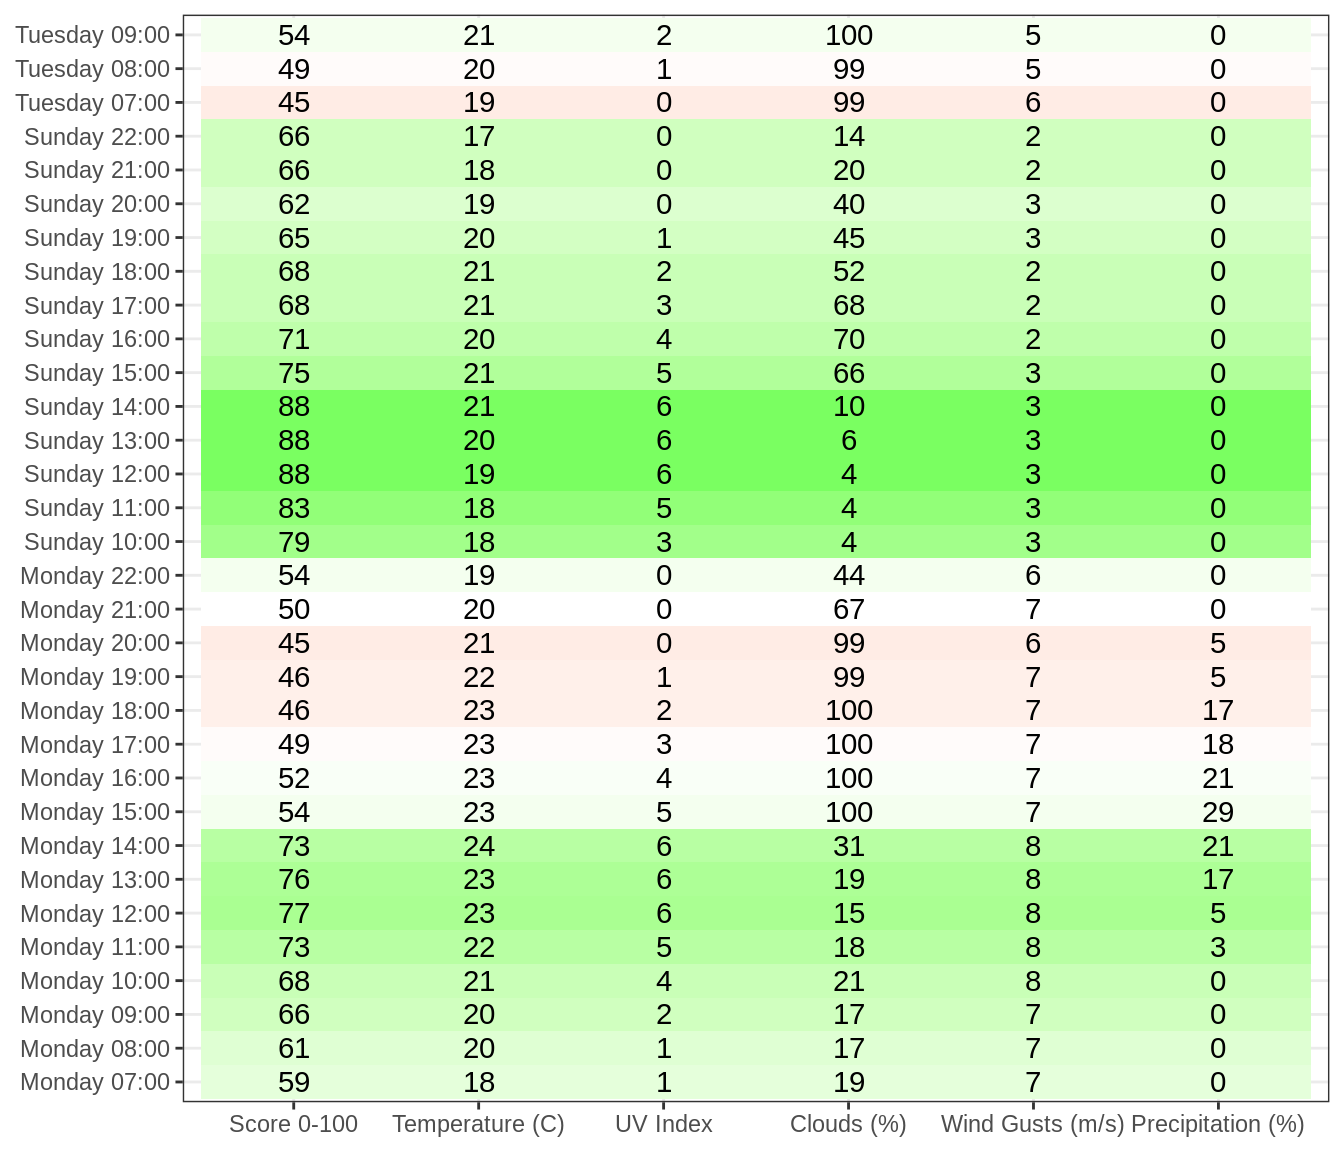 Tuesday 09:00 54 21 2 100 5 0
Tuesday 08:00 49 20 1 99 5 0
Tuesday 07:00 45 19 0 99 6 0
Sunday 22:00 66 17 0 14 2 0
Sunday 21:00 66 18 0 20 2 0
Sunday 20:00 62 19 0 40 3 0
Sunday 19:00 65 20 1 45 3 0
Sunday 18:00 68 21 2 52 2 0
Sunday 17:00 68 21 3 68 2 0
Sunday 16:00 71 20 4 70 2 0
Sunday 15:00 75 21 5 66 3 0
Sunday 14:00 88 21 6 10 3 0
Sunday 13:00 88 20 6 6 3 0
Sunday 12:00 88 19 6 4 3 0
Sunday 11:00 83 18 5 4 3 0
Sunday 10:00 79 18 3 4 3 0
Monday 22:00 54 19 0 44 6 0
Monday 21:00 50 20 0 67 7 0
Monday 20:00 45 21 0 99 6 5
Monday 19:00 46 22 1 99 7 5
Monday 18:00 46 23 2 100 7 17
Monday 17:00 49 23 3 100 7 18
Monday 16:00 52 23 4 100 7 21
Monday 15:00 54 23 5 100 7 29
Monday 14:00 73 24 6 31 8 21
Monday 13:00 76 23 6 19 8 17
Monday 12:00 77 23 6 15 8 5
Monday 11:00 73 22 5 18 8 3
Monday 10:00 68 21 4 21 8 0
Monday 09:00 66 20 2 17 7 0
Monday 08:00 61 20 1 17 7 0
Monday 07:00 59 18 1 19 7 0
Score 0-100 Temperature (C) UV Index Clouds (%) Wind Gusts (m/s) Precipitation (%)